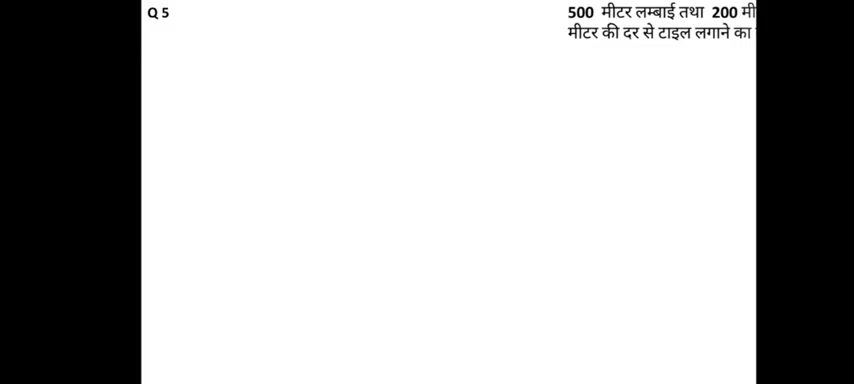 Q 5
500 मीटर लम्बाई तथा 200 मी
मीटर की दर से टाइल लगाने का